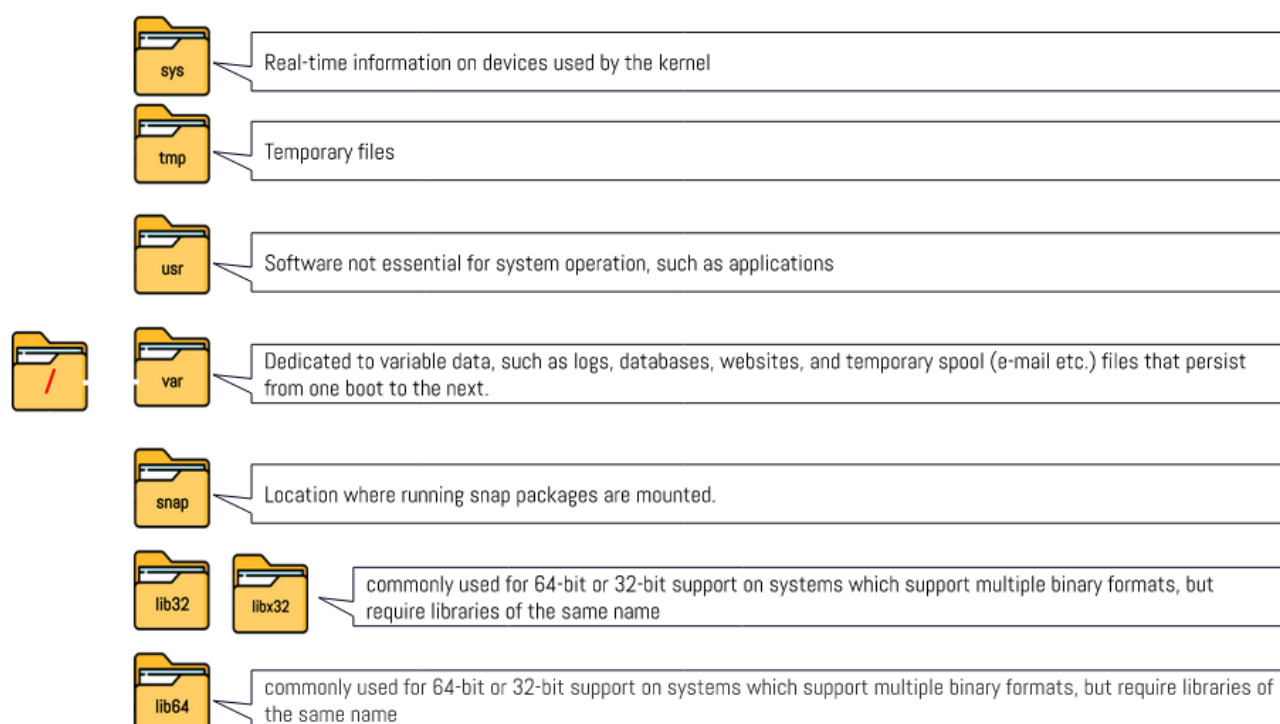 sys
Real-time information on devices used by the kernel
tmp
Temporary files
usr
Software not essential for system operation, such as applications
/
var
Dedicated to variable data, such as logs, databases, websites, and temporary spool (e-mail etc.) files that persist
from one boot to the next.
snap
Location where running snap packages are mounted.
lib32
libx32
commonly used for 64-bit or 32-bit support on systems which support multiple binary formats, but
require libraries of the same name
lib64
commonly used for 64-bit or 32-bit support on systems which support multiple binary formats, but require libraries of
the same name